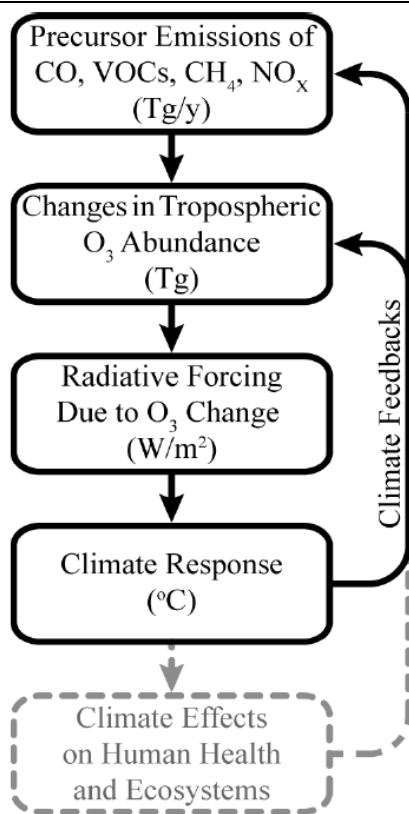 Precursor Emissions of
CO, VOCs, CH₄, NOₓ
(Tg/y)
Changes in Tropospheric
O₃ Abundance
(Tg)
Radiative Forcing
Due to O₃ Change
(W/m²)
Climate Response
(°C)
Climate Effects
on Human Health
and Ecosystems
Climate Feedbacks